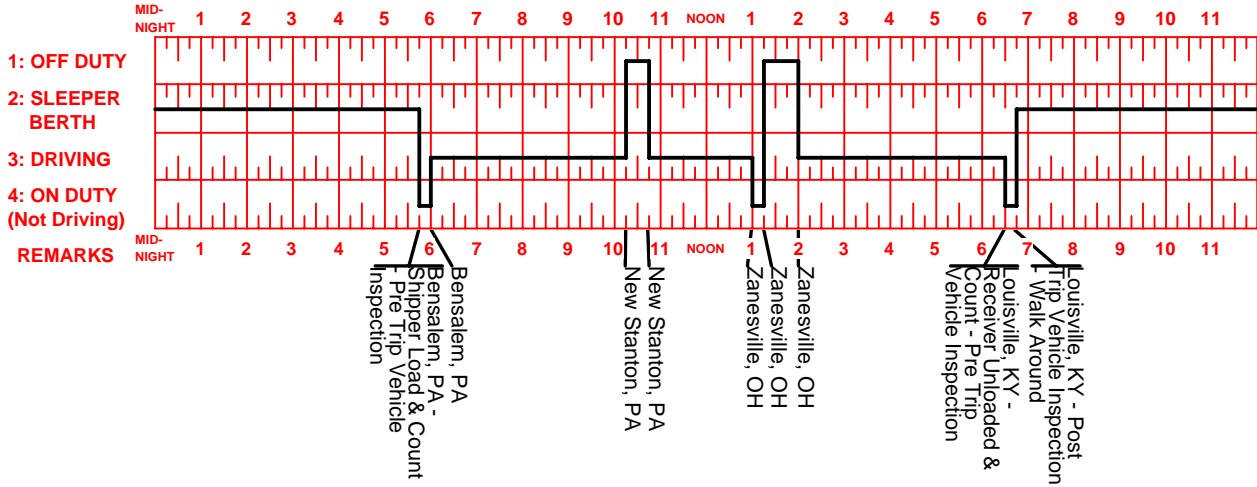 MID-
NIGHT 1 2 3 4 5 6 7 8 9 10 11 NOON 1 2 3 4 5 6 7 8 9 10 11
1: OFF DUTY
2: SLEEPER
BERTH
3: DRIVING
4: ON DUTY
(Not Driving)
REMARKS
MID-
NIGHT 1 2 3 4 5 6 7 8 9 10 11 NOON 1 2 3 4 5 6 7 8 9 10 11
Bensalem, PA -
Shipper Load & Count
- Pre Trip Vehicle
Inspection
Bensalem, PA
New Stanton, PA
New Stanton, PA
Zanesville, OH
Zanesville, OH
Zanesville, OH
Louisville, KY -
Receiver Unloaded &
Count - Pre Trip
Vehicle Inspection
Louisville, KY - Post
Trip Vehicle Inspection
- Walk Around